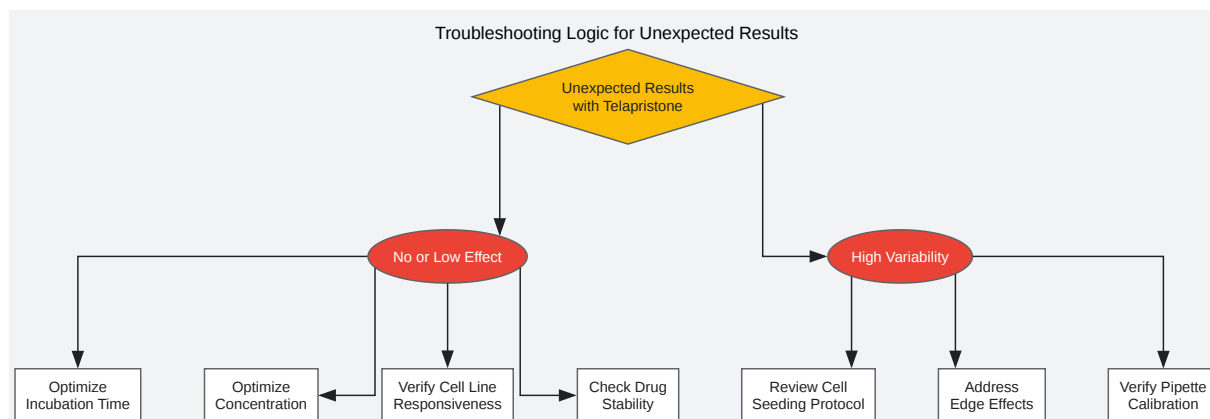 Troubleshooting Logic for Unexpected Results
Unexpected Results
with Telapristone
No or Low Effect
High Variability
Optimize
Incubation Time
Optimize
Concentration
Verify Cell Line
Responsiveness
Check Drug
Stability
Review Cell
Seeding Protocol
Address
Edge Effects
Verify Pipette
Calibration